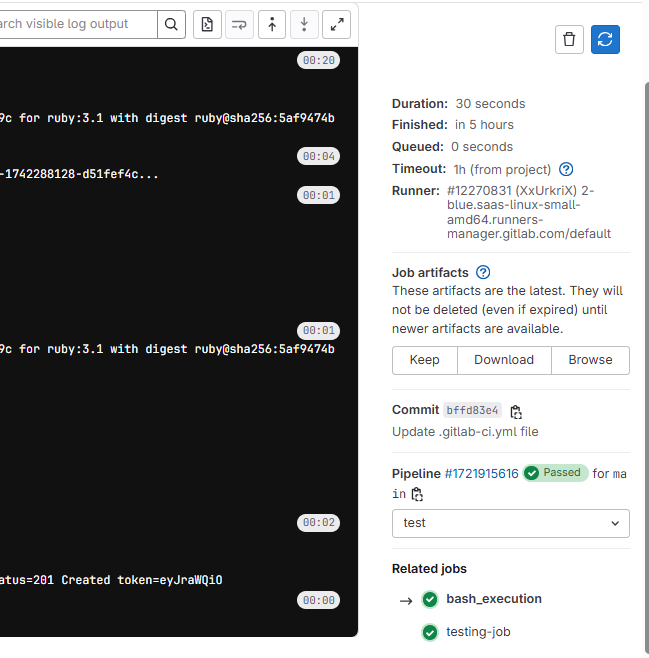 arch visible log output
00:20
9c for ruby:3.1 with digest ruby@sha256:5af9474b
00:04
-1742288128-d51fef4c...
00:01
00:01
9c for ruby:3.1 with digest ruby@sha256:5af9474b
00:02
atus=201 Created token=eyJraWQiO
00:00
Duration: 30 seconds
Finished: in 5 hours
Queued: 0 seconds
Timeout: 1h (from project)
Runner: #12270831 (XxUrkriX) 2-
blue.saas-linux-small-
amd64.runners-
manager.gitlab.com/default
Job artifacts
These artifacts are the latest. They will
not be deleted (even if expired) until
newer artifacts are available.
Keep Download Browse
Commit bffd83e4
Update .gitlab-ci.yml file
Pipeline #1721915616 Passed for ma
in
test
Related jobs
→ bash_execution
testing-job